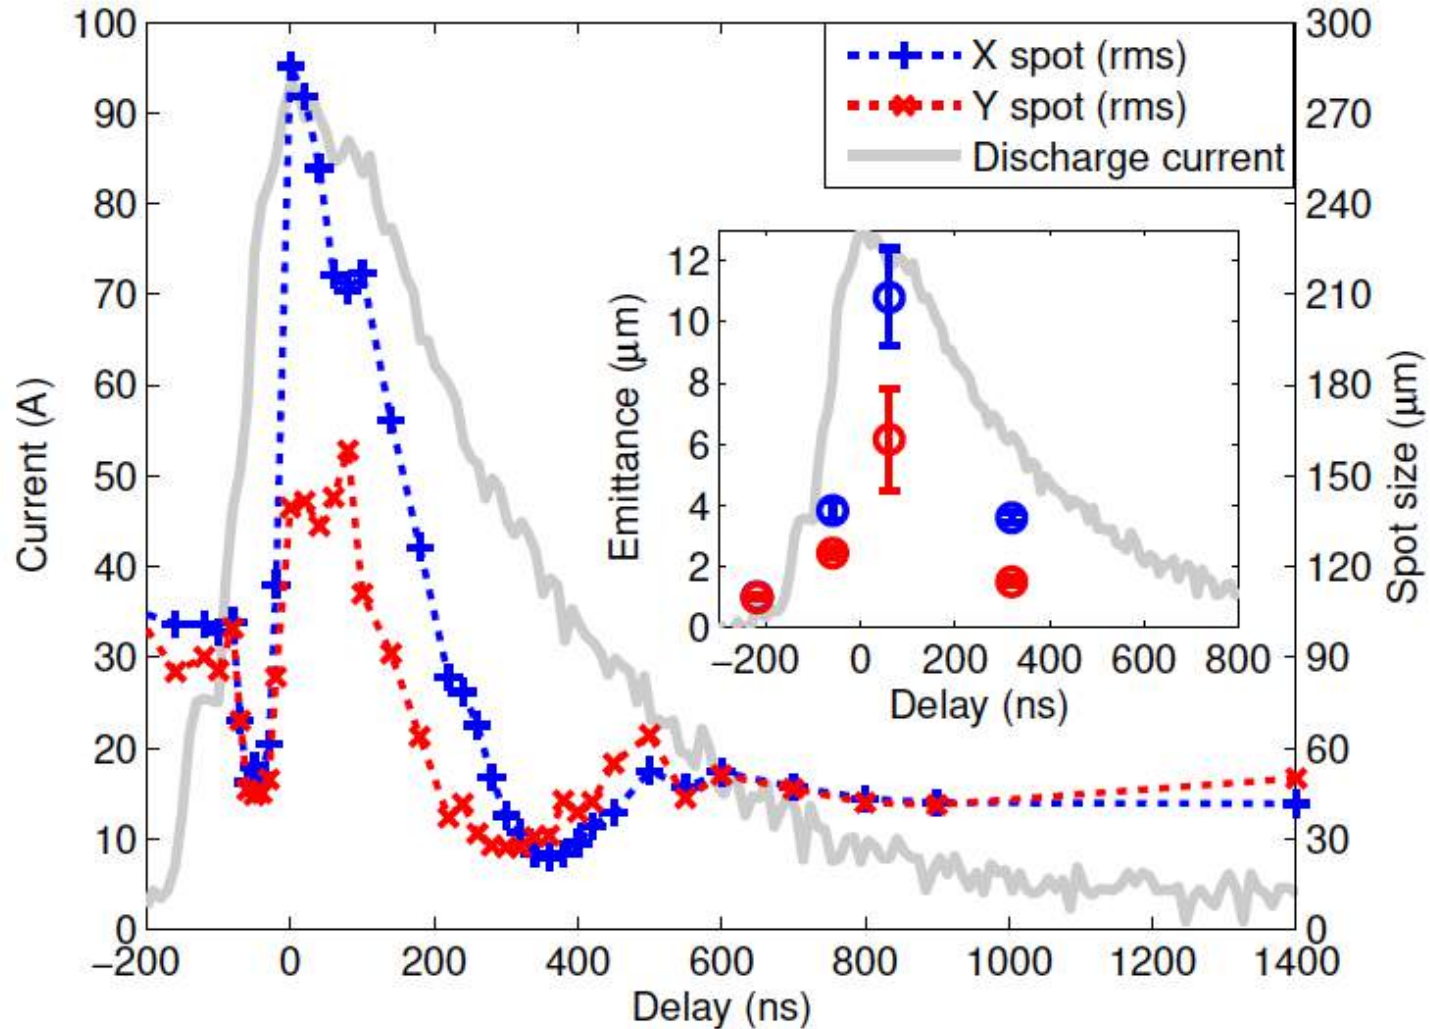 100
90
80
70
60
50
40
30
20
10
0
Current (A)
300
270
240
210
180
150
120
90
60
30
0
Spot size (μm)
X spot (rms)
Y spot (rms)
Discharge current
12
10
8
6
4
2
0
Emittance (μm)
−200 0 200 400 600 800
Delay (ns)
−200 0 200 400 600 800 1000 1200 1400
Delay (ns)